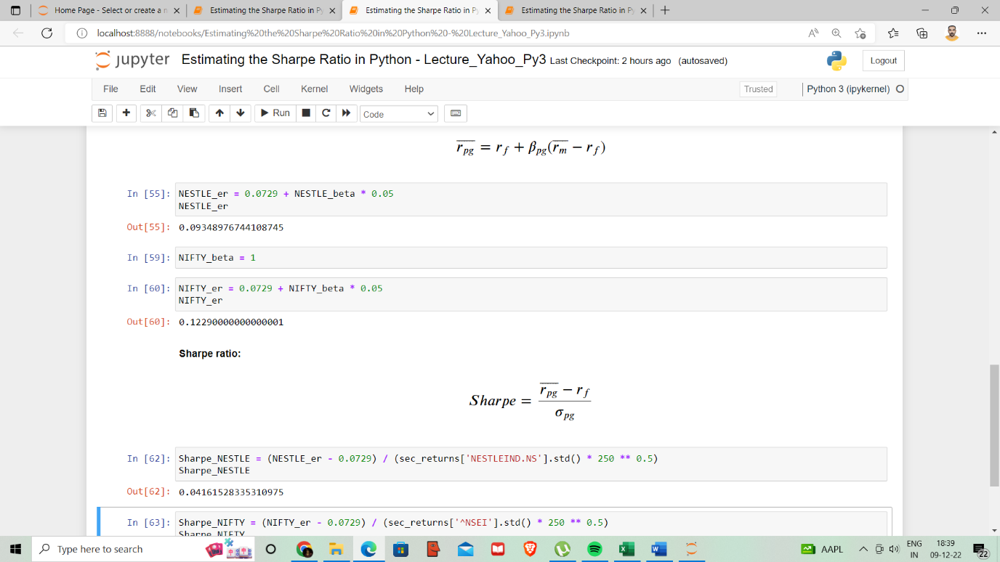 Home Page - Select or create a n
Estimating the Sharpe Ratio in Py
Estimating the Sharpe Ratio in Py
Estimating the Sharpe Ratio in Py
localhost:8888/notebooks/Estimating%20the%20Sharpe%20Ratio%20in%20Python%20-%20Lecture_Yahoo_Py3.ipynb
jupyter Estimating the Sharpe Ratio in Python - Lecture_Yahoo_Py3 Last Checkpoint: 2 hours ago (autosaved)
Logout
File Edit View Insert Cell Kernel Widgets Help
Trusted
Python 3 (ipykernel)
Run
Code
$\overline{r_{pg}} = r_f + \beta_{pg}(\overline{r_m} - r_f)$
In [55]: NESTLE_er = 0.0729 + NESTLE_beta * 0.05
NESTLE_er
Out[55]: 0.09348976744108745
In [59]: NIFTY_beta = 1
In [60]: NIFTY_er = 0.0729 + NIFTY_beta * 0.05
NIFTY_er
Out[60]: 0.12290000000000001
Sharpe ratio:
$Sharpe = \frac{\overline{r_{pg}} - r_f}{\sigma_{pg}}$
In [62]: Sharpe_NESTLE = (NESTLE_er - 0.0729) / (sec_returns['NESTLEIND.NS'].std() * 250 ** 0.5)
Sharpe_NESTLE
Out[62]: 0.04161528335310975
In [63]: Sharpe_NIFTY = (NIFTY_er - 0.0729) / (sec_returns['^NSEI'].std() * 250 ** 0.5)
Sharpe_NIFTY
Type here to search
AAPL
ENG
IN
18:39
09-12-22
22